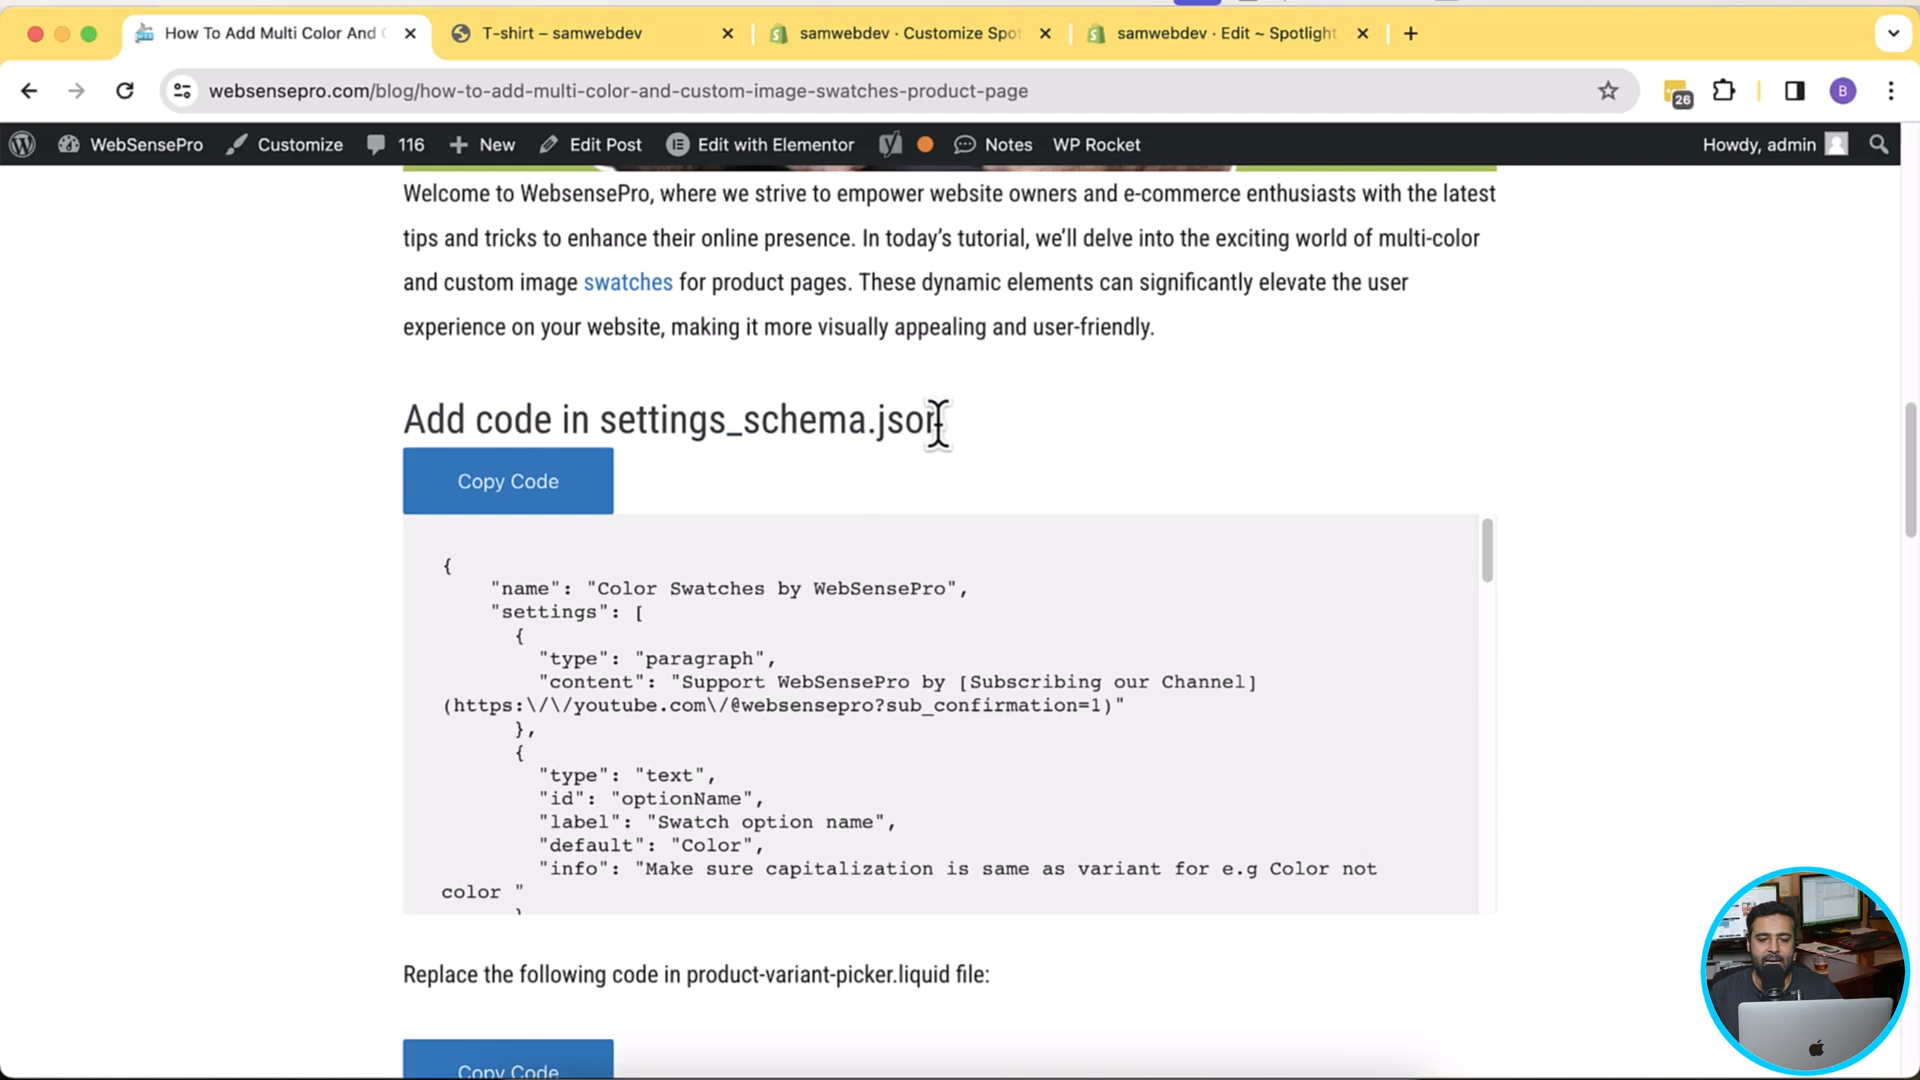 How To Add Multi Color And
T-shirt – samwebdev
samwebdev · Customize Spot
samwebdev · Edit ~ Spotlight
websensepro.com/blog/how-to-add-multi-color-and-custom-image-swatches-product-page
26
B
WebSensePro
Customize
116
New
Edit Post
Edit with Elementor
Notes
WP Rocket
Howdy, admin
Welcome to WebsensePro, where we strive to empower website owners and e-commerce enthusiasts with the latest
tips and tricks to enhance their online presence. In today’s tutorial, we’ll delve into the exciting world of multi-color
and custom image swatches for product pages. These dynamic elements can significantly elevate the user
experience on your website, making it more visually appealing and user-friendly.
Add code in settings_schema.json
Copy Code
{
"name": "Color Swatches by WebSensePro",
"settings": [
{
"type": "paragraph",
"content": "Support WebSensePro by [Subscribing our Channel]
(https:\/\/youtube.com\/@websensepro?sub_confirmation=1)"
},
{
"type": "text",
"id": "optionName",
"label": "Swatch option name",
"default": "Color",
"info": "Make sure capitalization is same as variant for e.g Color not
color "
Replace the following code in product-variant-picker.liquid file:
Copy Code